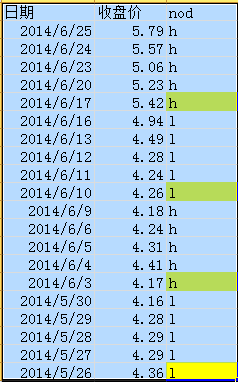 日期 收盘价 nod
2014/6/25 5.79 h
2014/6/24 5.57 h
2014/6/23 5.06 h
2014/6/20 5.23 h
2014/6/17 5.42 h
2014/6/16 4.94 l
2014/6/13 4.49 l
2014/6/12 4.28 l
2014/6/11 4.24 l
2014/6/10 4.26 l
2014/6/9 4.18 h
2014/6/6 4.24 h
2014/6/5 4.31 h
2014/6/4 4.41 h
2014/6/3 4.17 h
2014/5/30 4.16 l
2014/5/29 4.28 l
2014/5/28 4.29 l
2014/5/27 4.29 l
2014/5/26 4.36 l